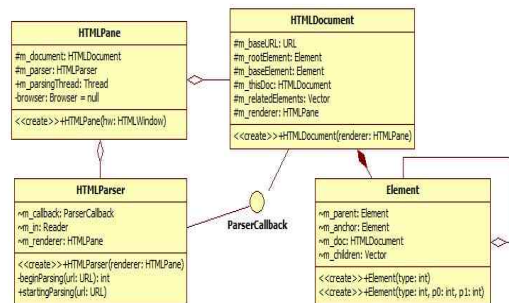 HTMLPane
#m_document: HTMLDocument
#m_parser: HTMLParser
+m_parsingThread: Thread
-browser: Browser = null
<<create>>+HTMLPane(hw: HTMLWindow)
HTMLDocument
#m_baseURL: URL
#m_rootElement: Element
#m_baseElement: Element
#m_thisDoc: HTMLDocument
#m_relatedElements: Vector
#m_renderer: HTMLPane
<<create>>+HTMLDocument(renderer: HTMLPane)
HTMLParser
~m_callback: ParserCallback
~m_in: Reader
~m_renderer: HTMLPane
<<create>>+HTMLParser(renderer: HTMLPane)
-beginParsing(url: URL): int
+startingParsing(url: URL)
ParserCallback
Element
~m_parent: Element
~m_anchor: Element
~m_doc: HTMLDocument
~m_children: Vector
<<create>>+Element(type: int)
<<create>>+Element(type: int, p0: int, p1: int)